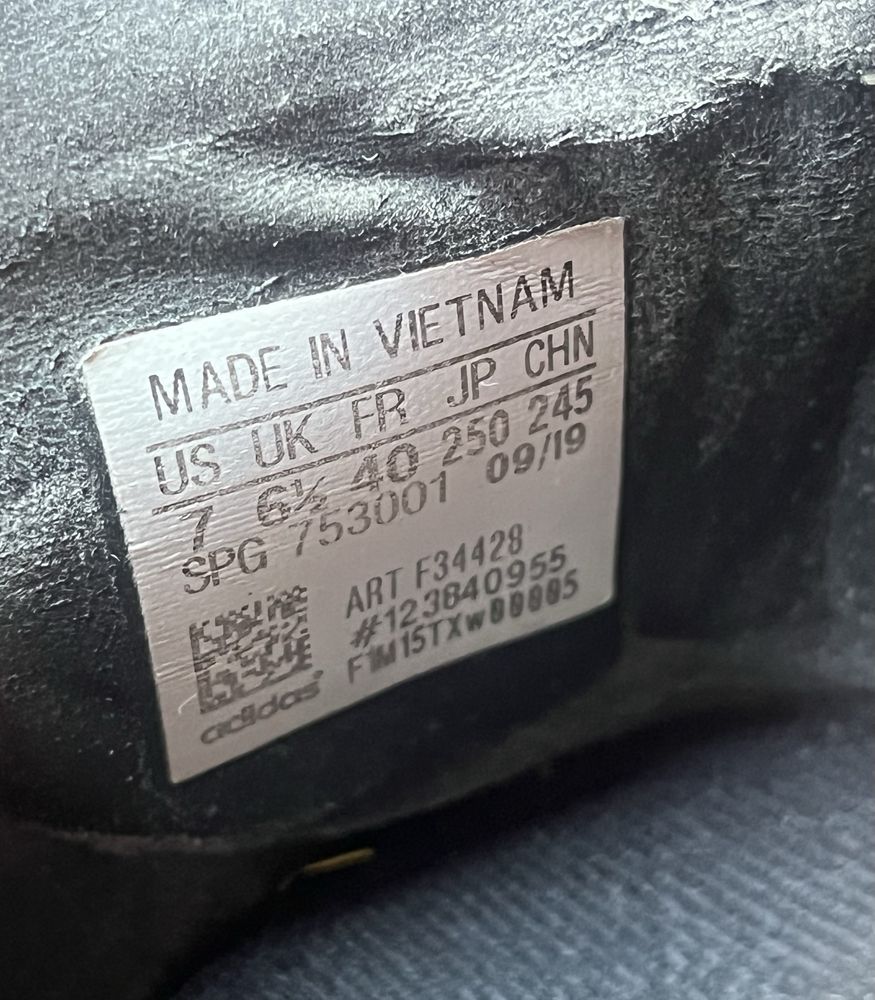 MADE IN VIETNAM
US UK FR JP CHN
7 6½ 40 250 245
SPG 753001 09/19
ART F34428
#123840955
F1M15TXW00005
adidas